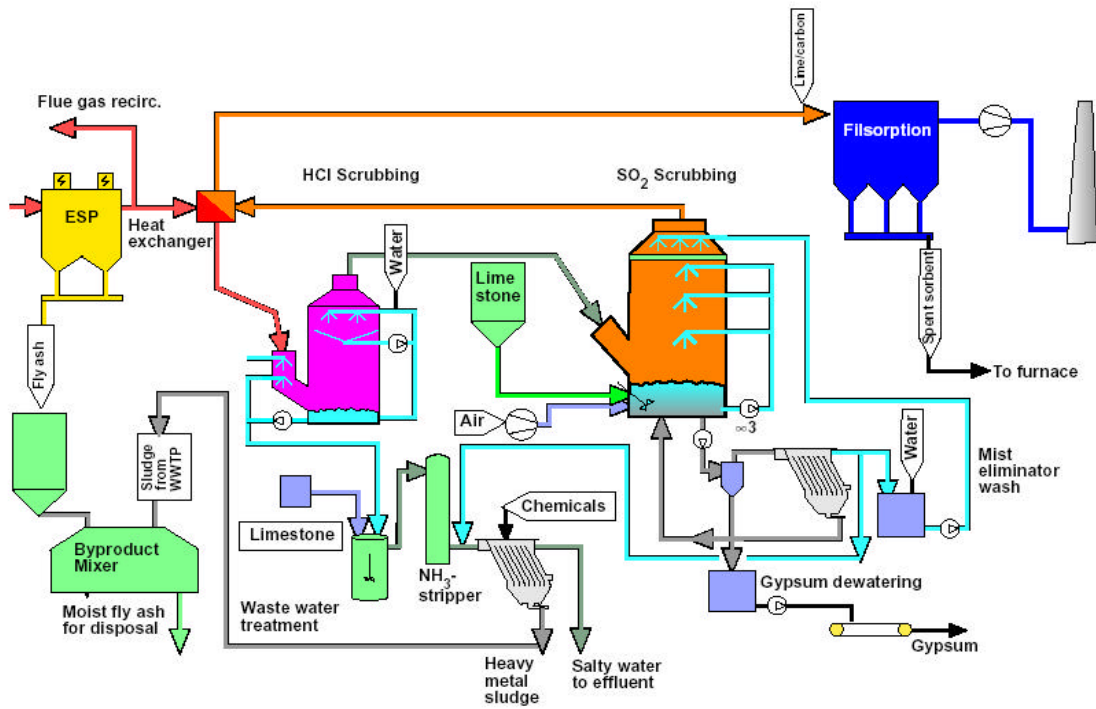 Lime/carbon
Flue gas recirc.
Filsorption
HCl Scrubbing
SO₂ Scrubbing
ESP
Heat
exchanger
Water
Lime
stone
Spent sorbent
Fly ash
To furnace
Air
∞3
Sludge
from
WWTP
Water
Mist
eliminator
wash
Chemicals
Limestone
Byproduct
Mixer
NH₃-
stripper
Gypsum dewatering
Moist fly ash
for disposal
Waste water
treatment
Gypsum
Heavy
metal
sludge
Salty water
to effluent